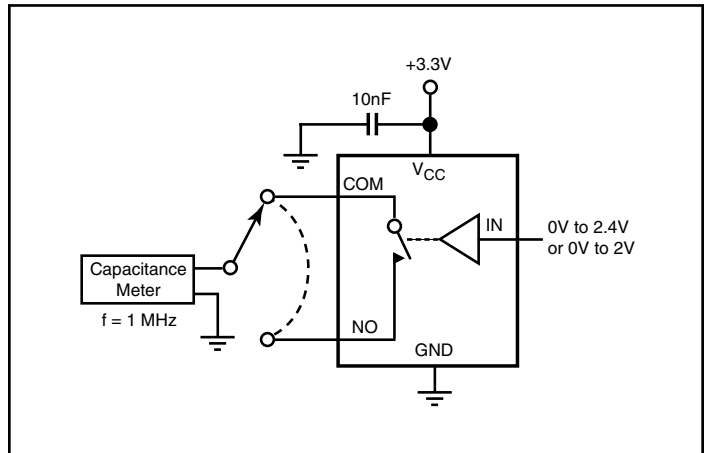 +3.3V
10nF
V_CC
COM
IN
0V to 2.4V
or 0V to 2V
Capacitance
Meter
f = 1 MHz
NO
GND